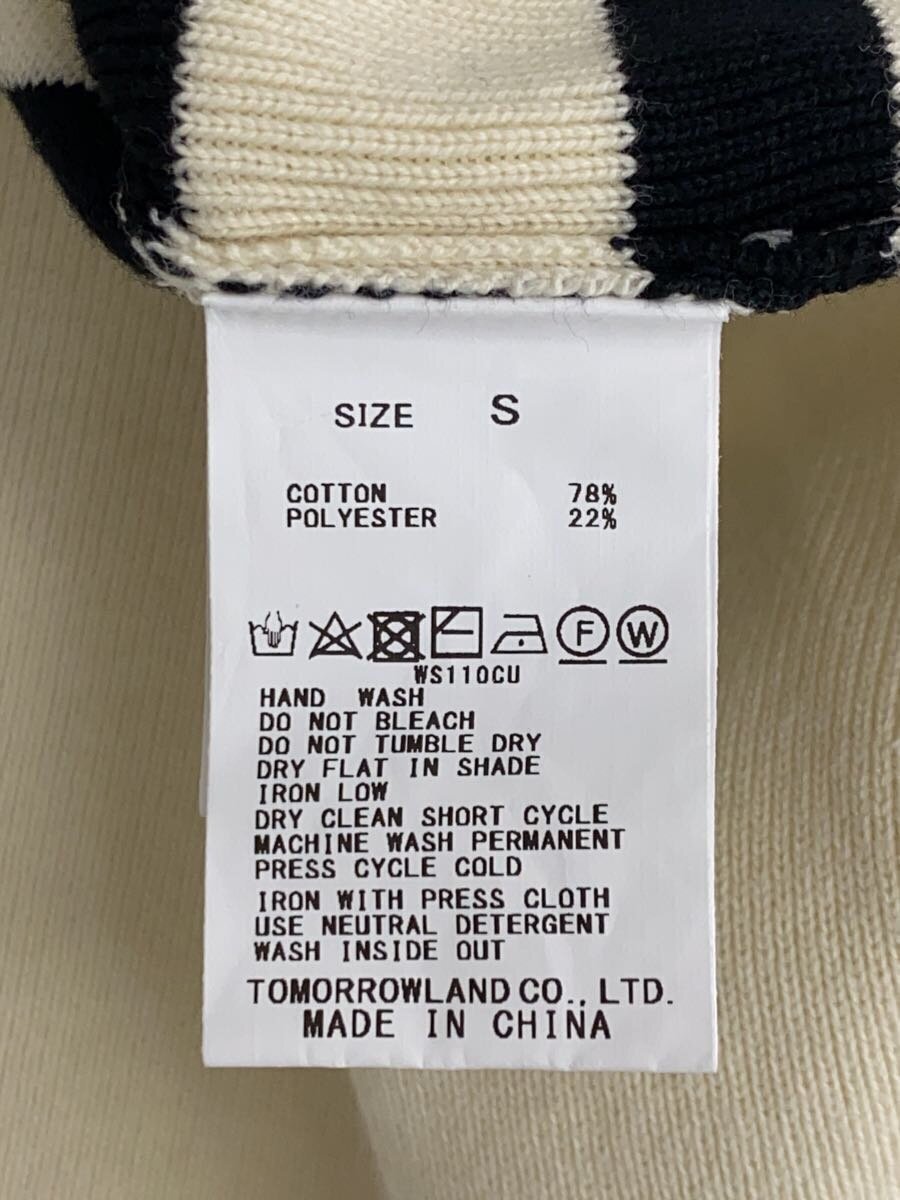 SIZE S
COTTON 78%
POLYESTER 22%
F W
WS110CU
HAND WASH
DO NOT BLEACH
DO NOT TUMBLE DRY
DRY FLAT IN SHADE
IRON LOW
DRY CLEAN SHORT CYCLE
MACHINE WASH PERMANENT
PRESS CYCLE COLD
IRON WITH PRESS CLOTH
USE NEUTRAL DETERGENT
WASH INSIDE OUT
TOMORROWLAND CO., LTD.
MADE IN CHINA